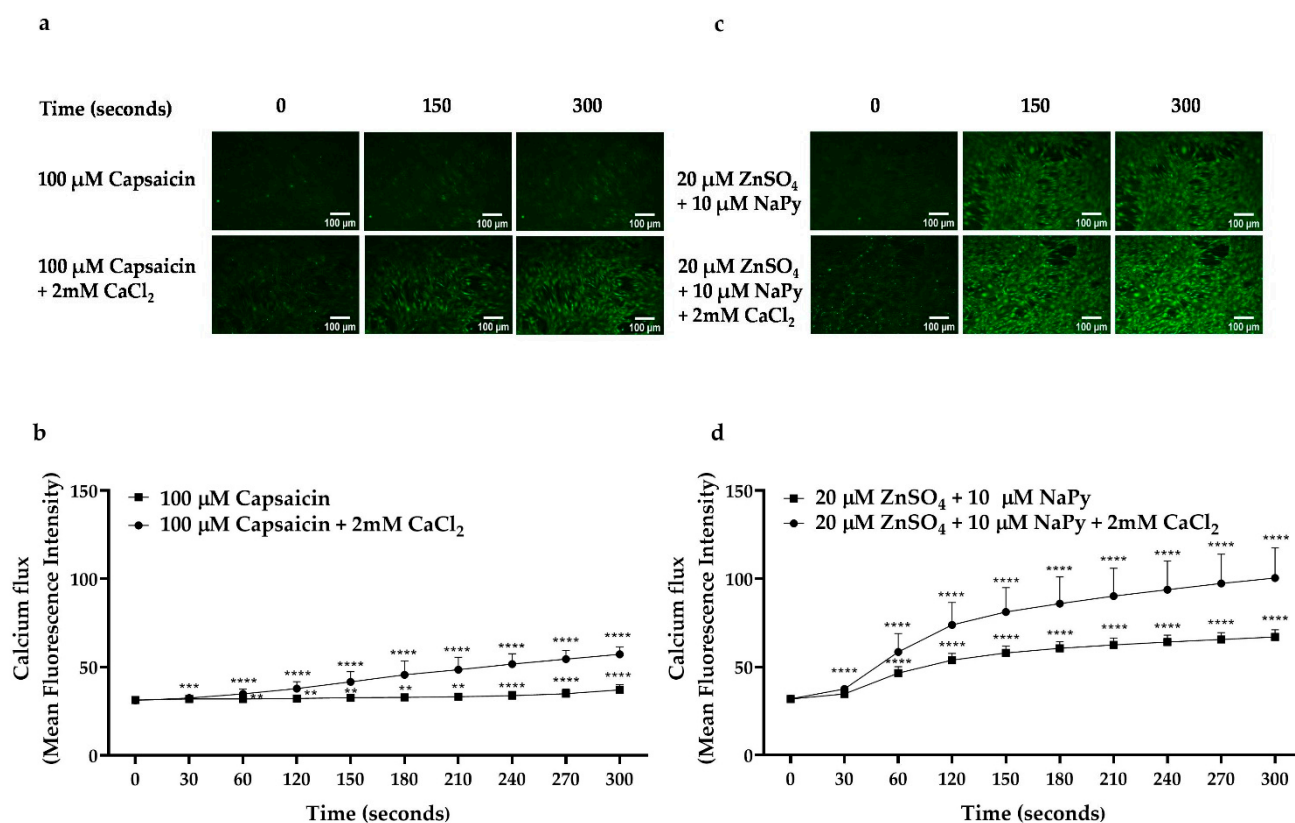 a
Time (seconds) 0 150 300
100 μM Capsaicin
100 μm 100 μm 100 μm
100 μM Capsaicin
+ 2mM CaCl₂
100 μm 100 μm 100 μm
c
0 150 300
20 μM ZnSO₄
+ 10 μM NaPy
100 μm 100 μm 100 μm
20 μM ZnSO₄
+ 10 μM NaPy
+ 2mM CaCl₂
100 μm 100 μm 100 μm
b
Calcium flux
(Mean Fluorescence Intensity)
150
100
50
0
100 μM Capsaicin
100 μM Capsaicin + 2mM CaCl₂
*** **** **** **** **** **** **** **** ****
** ** ** ** ** **** **** ****
0 30 60 120 150 180 210 240 270 300
Time (seconds)
d
Calcium flux
(Mean Fluorescence Intensity)
150
100
50
0
20 μM ZnSO₄ + 10 μM NaPy
20 μM ZnSO₄ + 10 μM NaPy + 2mM CaCl₂
**** **** **** **** **** **** **** **** ****
**** **** **** **** **** **** **** ****
0 30 60 120 150 180 210 240 270 300
Time (seconds)